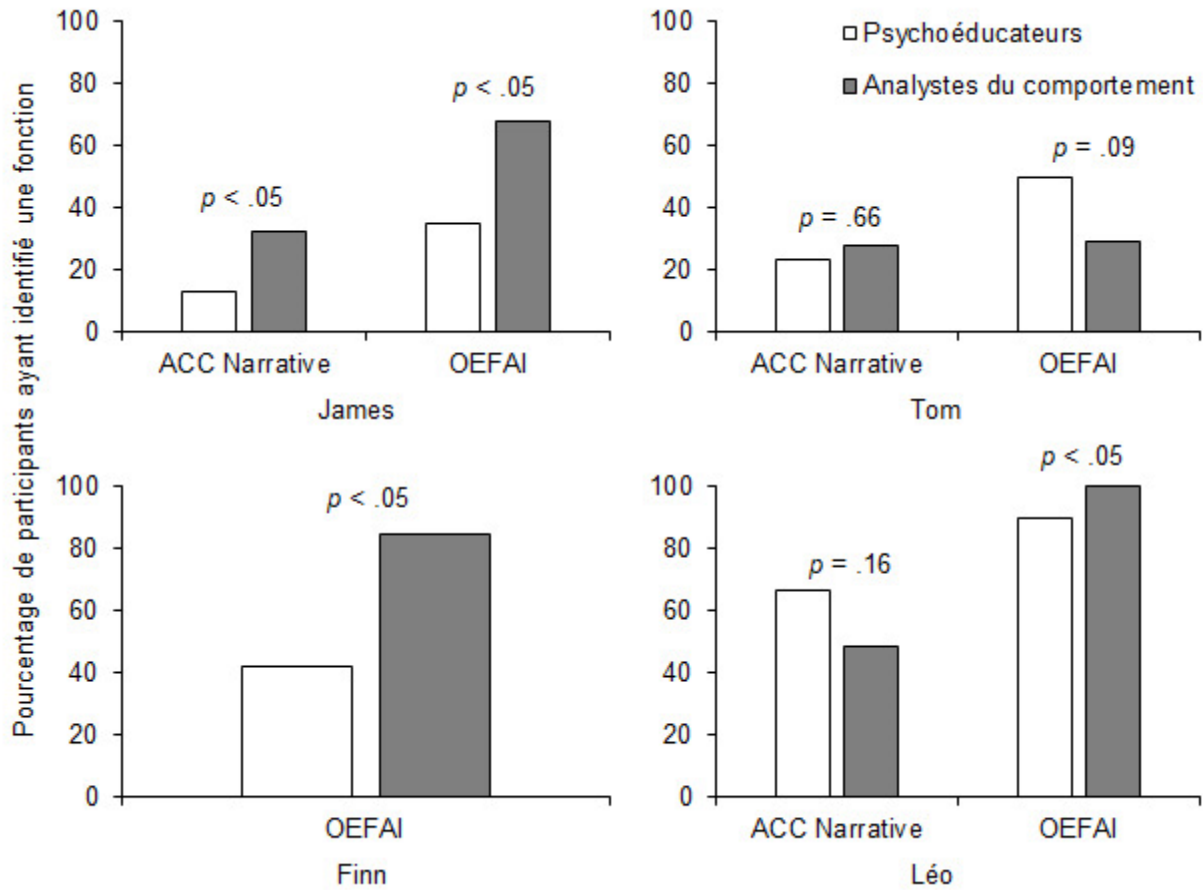 Pourcentage de participants ayant identifié une fonction
100
80
60
40
20
0
p < .05
p < .05
ACC Narrative
OEFAI
James
100
80
60
40
20
0
Psychoéducateurs
Analystes du comportement
p = .66
p = .09
ACC Narrative
OEFAI
Tom
100
80
60
40
20
0
p < .05
OEFAI
Finn
100
80
60
40
20
0
p = .16
p < .05
ACC Narrative
OEFAI
Léo